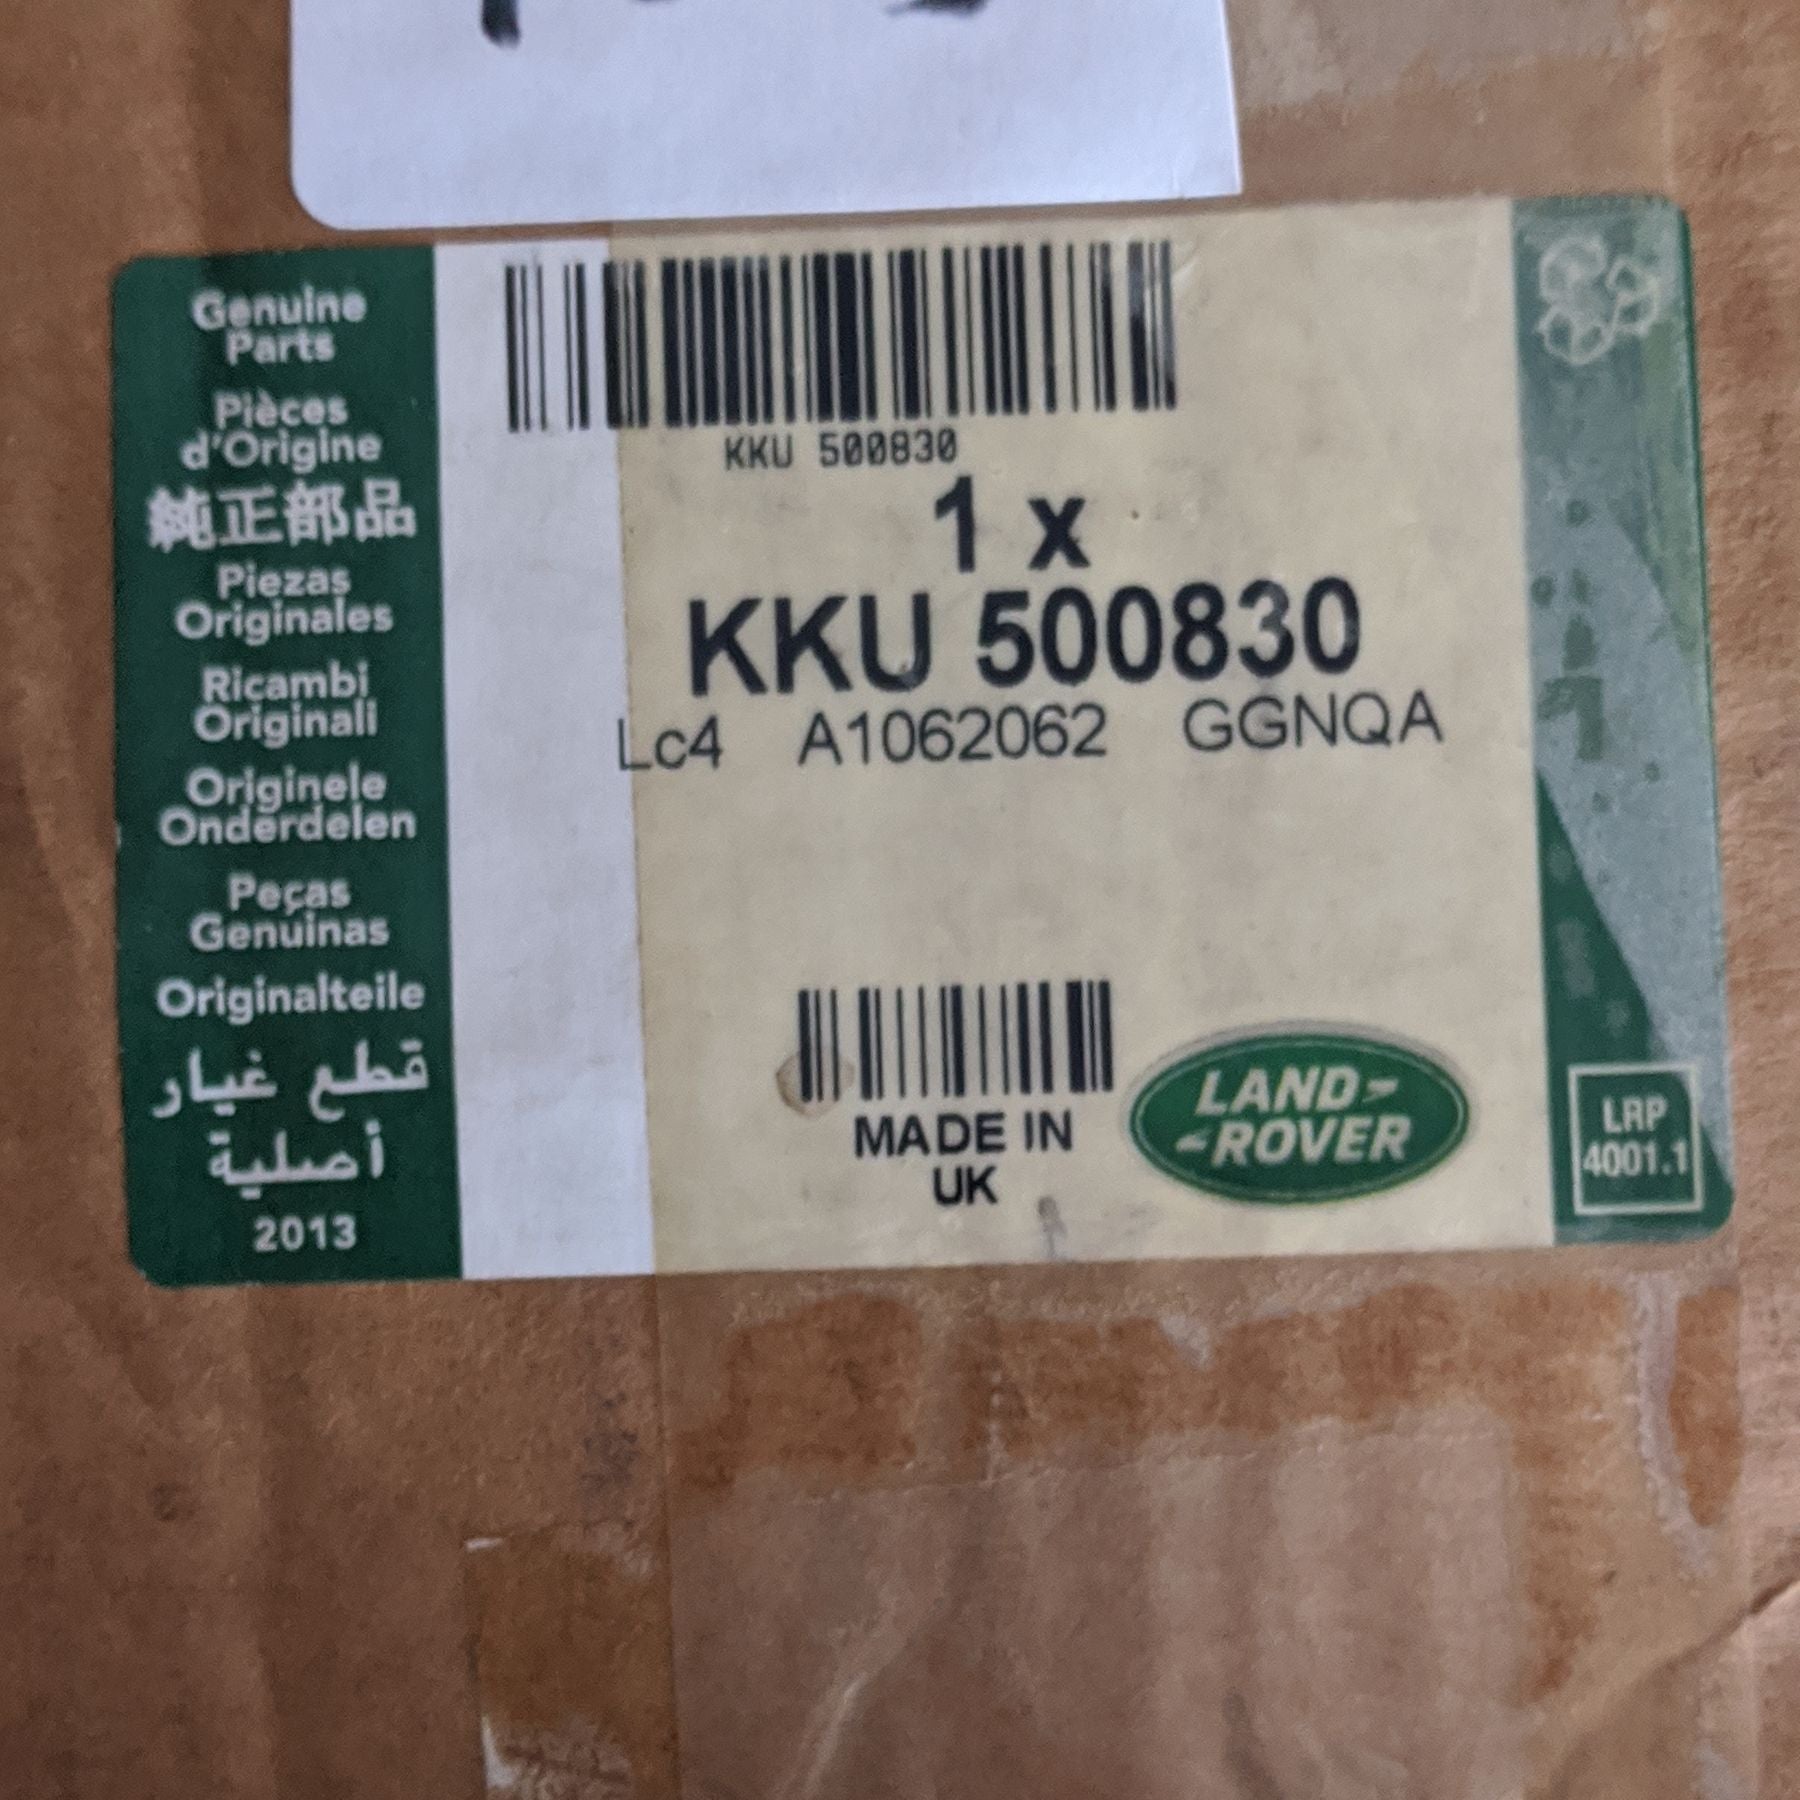 Genuine
Parts
Pièces
d'Origine
純正部品
Piezas
Originales
Ricambi
Originali
Originele
Onderdelen
Peças
Genuinas
Originalteile
قطع غيار
أصلية
2013
KKU 500830
1 x
KKU 500830
Lc4 A1062062 GGNQA
MADE IN
UK
LAND-
-ROVER
LRP
4001.1